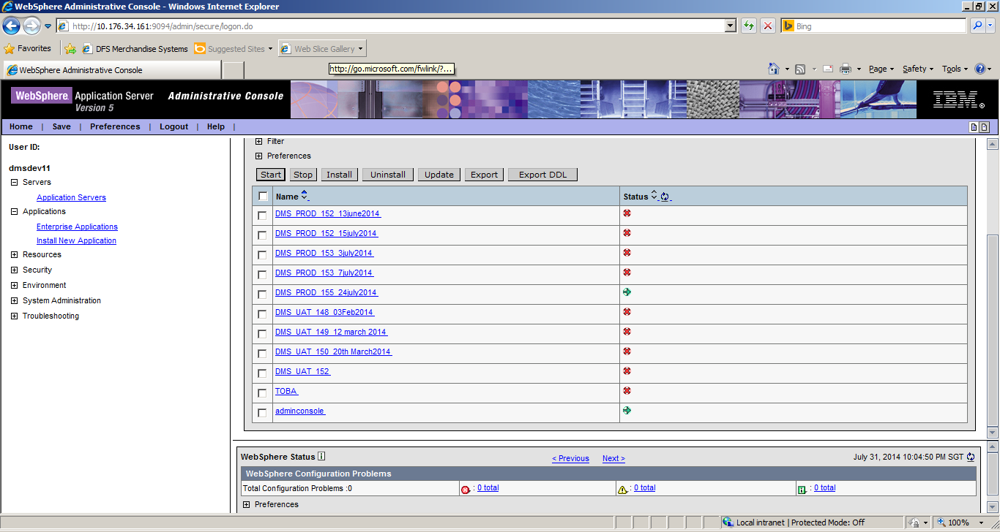 WebSphere Administrative Console - Windows Internet Explorer
http://10.176.34.161:9094/admin/secure/logon.do
Bing
Favorites DFS Merchandise Systems Suggested Sites Web Slice Gallery
WebSphere Administrative Console
http://go.microsoft.com/fwlink/?...
Page Safety Tools
WebSphere Application Server Administrative Console
Version 5
IBM®
Home | Save | Preferences | Logout | Help |
User ID:
dmsdev11
Servers
Application Servers
Applications
Enterprise Applications
Install New Application
Resources
Security
Environment
System Administration
Troubleshooting
Filter
Preferences
Start Stop Install Uninstall Update Export Export DDL
Name Status
DMS_PROD_152_13june2014
DMS_PROD_152_15july2014
DMS_PROD_153_3july2014
DMS_PROD_153_7july2014
DMS_PROD_155_24july2014
DMS_UAT_148_03Feb2014
DMS_UAT_149_12 march 2014
DMS_UAT_150_20th March2014
DMS_UAT_152
TOBA
adminconsole
WebSphere Status < Previous Next > July 31, 2014 10:04:50 PM SGT
WebSphere Configuration Problems
Total Configuration Problems :0 : 0 total : 0 total : 0 total
Preferences
Local intranet | Protected Mode: Off 100%